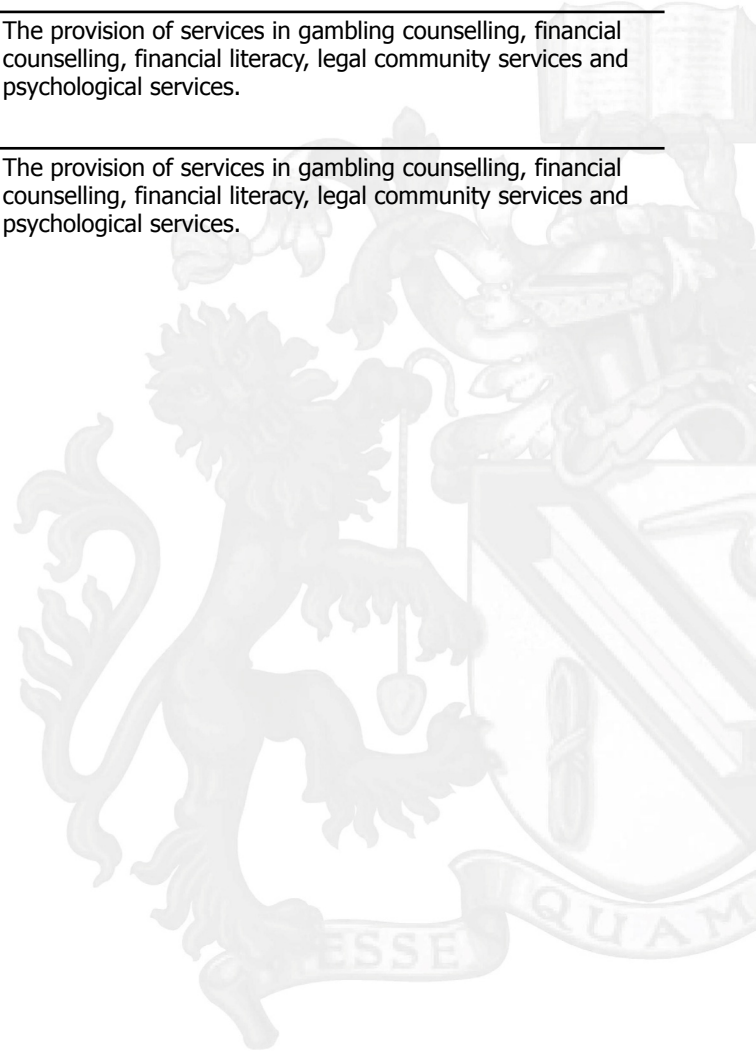 The provision of services in gambling counselling, financial
counselling, financial literacy, legal community services and
psychological services.
The provision of services in gambling counselling, financial
counselling, financial literacy, legal community services and
psychological services.
ESSE
QUAM